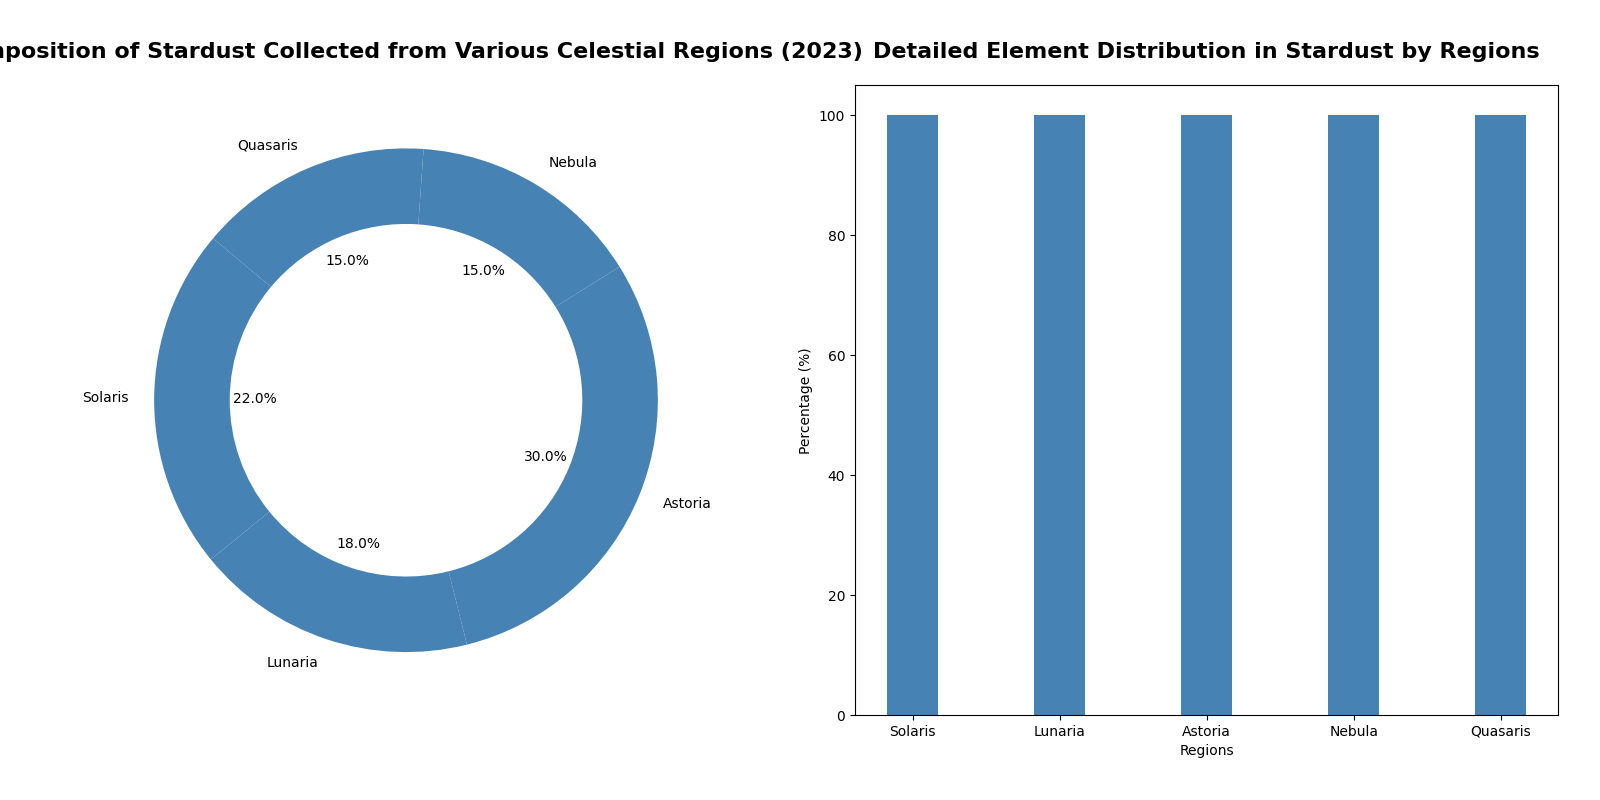 position of Stardust Collected from Various Celestial Regions (2023)
Quasaris
Nebula
15.0%
15.0%
Solaris
22.0%
30.0%
Astoria
18.0%
Lunaria
Detailed Element Distribution in Stardust by Regions
Percentage (%)
100
80
60
40
20
0
Solaris Lunaria Astoria Nebula Quasaris
Regions